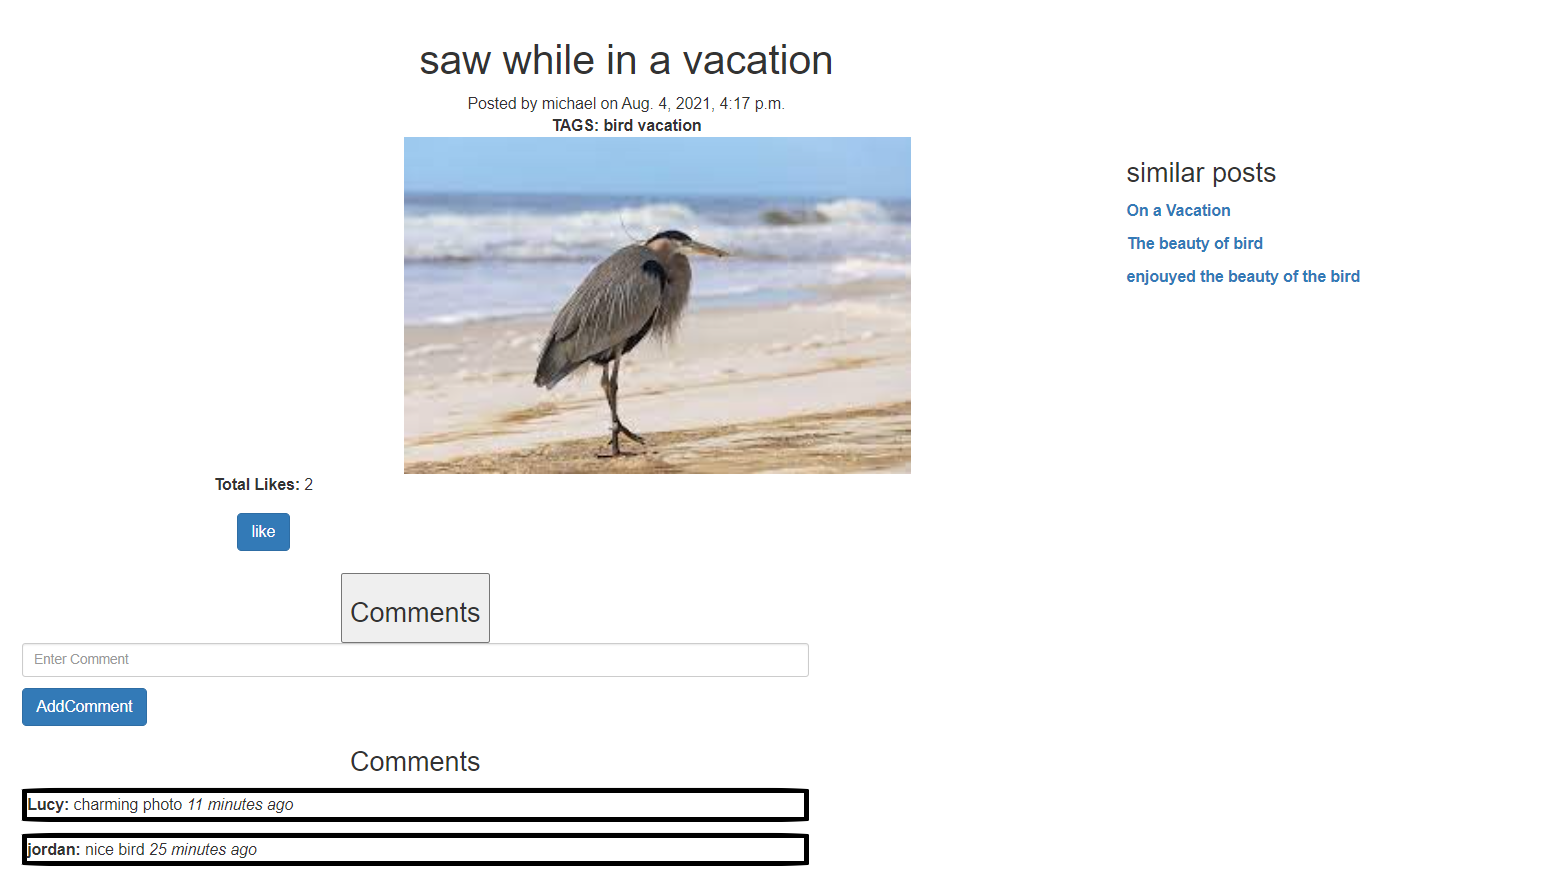 saw while in a vacation
Posted by michael on Aug. 4, 2021, 4:17 p.m.
TAGS: bird vacation
similar posts
On a Vacation
The beauty of bird
enjouyed the beauty of the bird
Total Likes: 2
like
Comments
Enter Comment
AddComment
Comments
Lucy: charming photo 11 minutes ago
jordan: nice bird 25 minutes ago